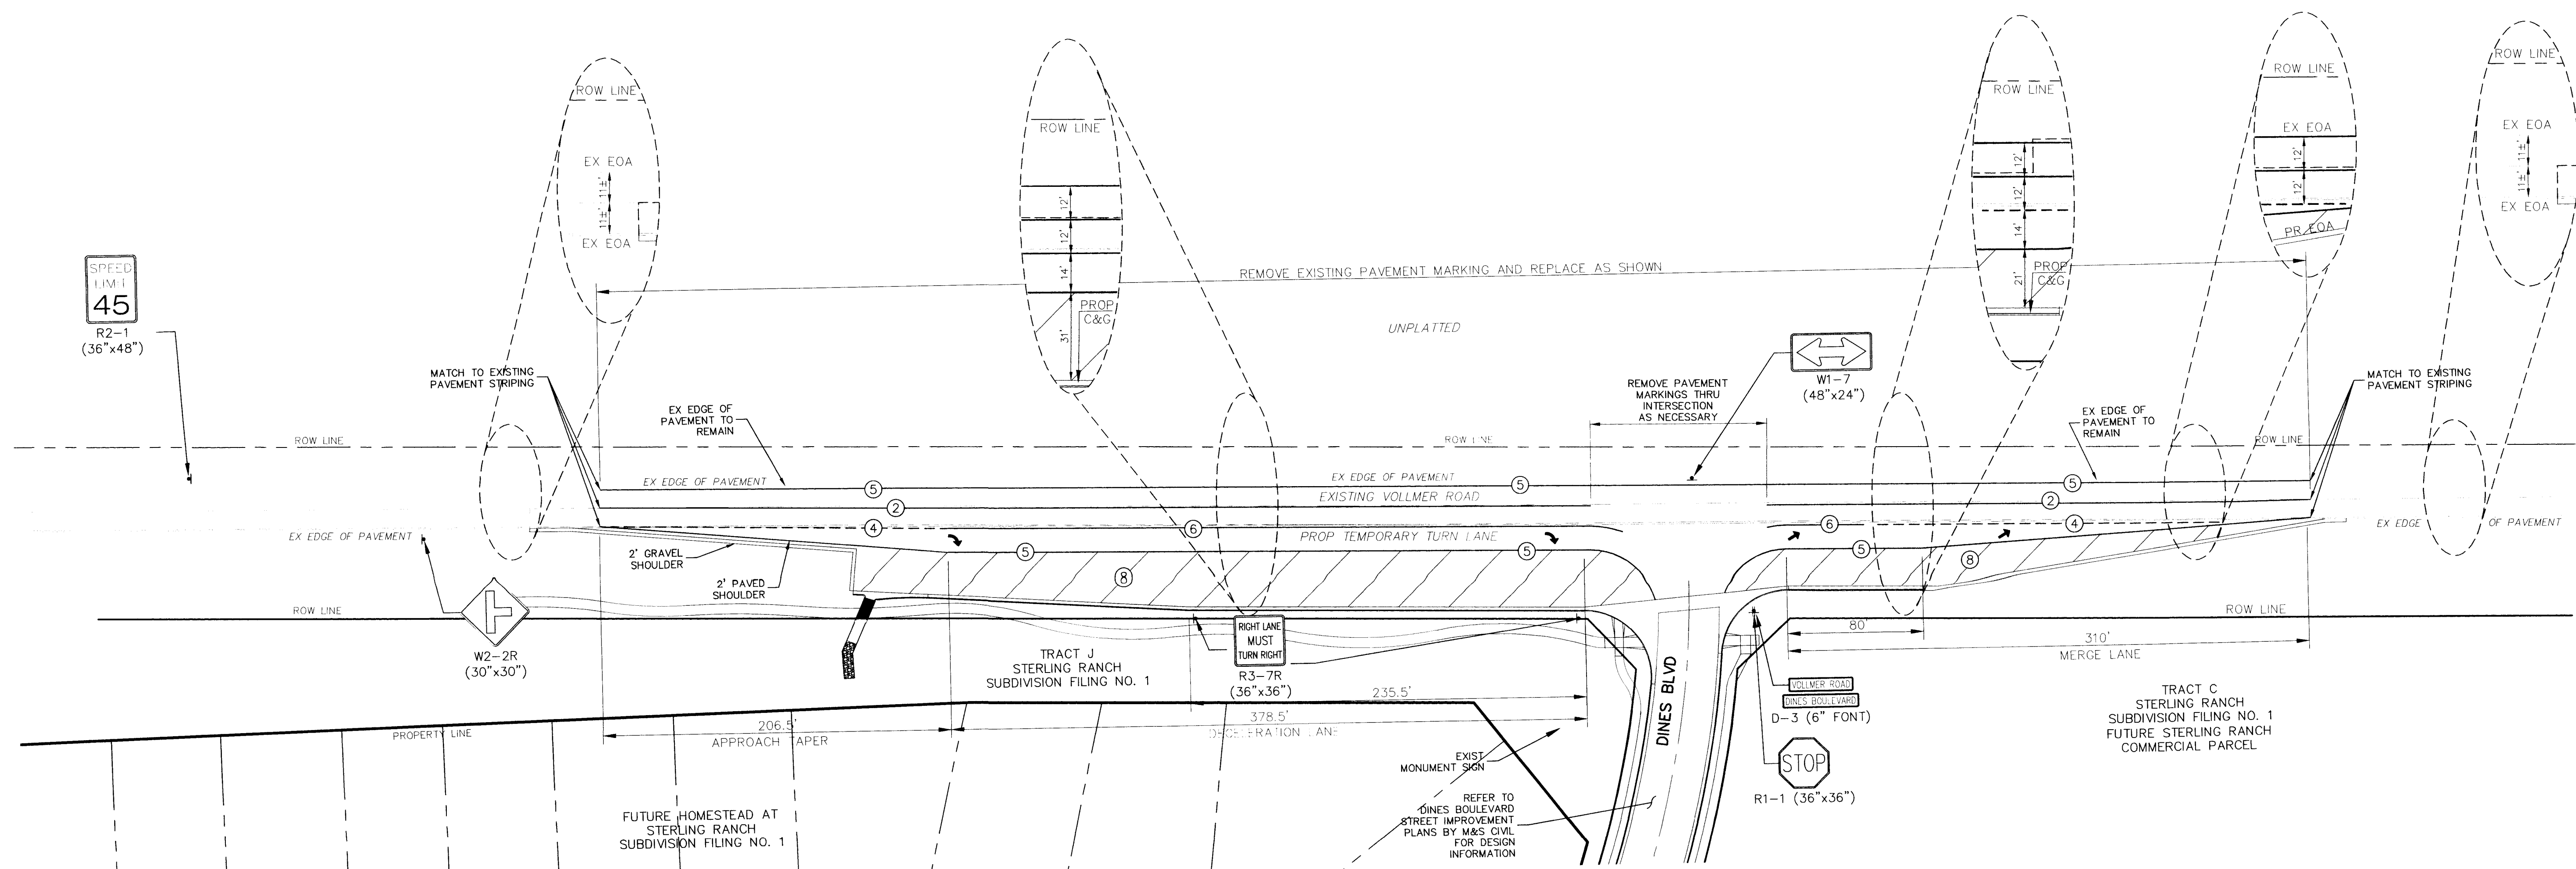 ROW LINE
EX EOA
11±'
11±'
EX EOA
ROW LINE
12'
12'
14'
31'
PROP
C&G
ROW LINE
12'
12'
14'
21'
PROP
C&G
ROW LINE
EX EOA
12'
12'
PR EOA
ROW LINE
EX EOA
11±'
11±'
EX EOA
REMOVE EXISTING PAVEMENT MARKING AND REPLACE AS SHOWN
UNPLATTED
SPEED
LIMIT
45
R2-1
(36"x48")
MATCH TO EXISTING
PAVEMENT STRIPING
EX EDGE OF
PAVEMENT TO
REMAIN
REMOVE PAVEMENT
MARKINGS THRU
INTERSECTION
AS NECESSARY
W1-7
(48"x24")
EX EDGE OF
PAVEMENT TO
REMAIN
MATCH TO EXISTING
PAVEMENT STRIPING
ROW LINE
ROW LINE
ROW LINE
EX EDGE OF PAVEMENT
5
EX EDGE OF PAVEMENT
5
5
2
EXISTING VOLLMER ROAD
2
4
6
6
4
EX EDGE OF PAVEMENT
PROP TEMPORARY TURN LANE
EX EDGE OF PAVEMENT
5
5
5
8
8
2' GRAVEL
SHOULDER
2' PAVED
SHOULDER
ROW LINE
ROW LINE
W2-2R
(30"x30")
RIGHT LANE
MUST
TURN RIGHT
R3-7R
(36"x36")
TRACT J
STERLING RANCH
SUBDIVISION FILING NO. 1
235.5'
378.5'
DECELERATION LANE
206.5'
APPROACH TAPER
PROPERTY LINE
80'
310'
MERGE LANE
DINES BLVD
VOLLMER ROAD
DINES BOULEVARD
D-3 (6" FONT)
STOP
R1-1 (36"x36")
TRACT C
STERLING RANCH
SUBDIVISION FILING NO. 1
FUTURE STERLING RANCH
COMMERCIAL PARCEL
EXIST
MONUMENT SIGN
REFER TO
DINES BOULEVARD
STREET IMPROVEMENT
PLANS BY M&S CIVIL
FOR DESIGN
INFORMATION
FUTURE HOMESTEAD AT
STERLING RANCH
SUBDIVISION FILING NO. 1